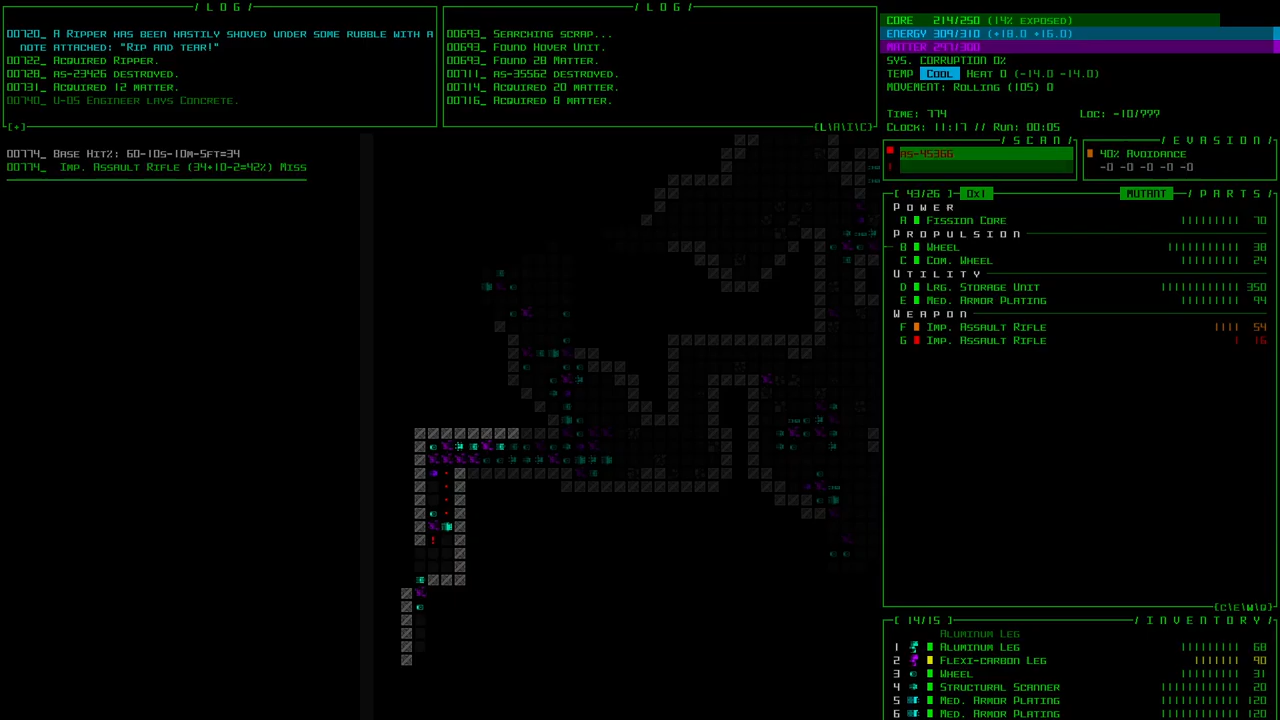 / L O G /
00720_ A Ripper has been hastily shoved under some rubble with a
note attached: "Rip and tear!"
00722_ Acquired Ripper.
00728_ as-23426 destroyed.
00731_ Acquired 12 matter.
00740_ U-05 Engineer lays Concrete.
[+]
/ L O G /
00693_ Searching scrap...
00693_ Found Hover Unit.
00693_ Found 28 Matter.
00711_ as-35562 destroyed.
00714_ Acquired 20 matter.
00716_ Acquired 8 matter.
[L\A\I\C]
00774_ Base Hit%: 60-10s-10m-5ft=34
00774_ Imp. Assault Rifle (34+10-2=42%) Miss
CORE 214/250 (14% exposed)
ENERGY 309/310 (+18.0 +16.0)
MATTER 297/300
SYS. CORRUPTION 0%
TEMP Cool HEAT 0 (-14.0 -14.0)
MOVEMENT: Rolling (105) 0
Time: 774 Loc: -10/???
Clock: 11:17 // Run: 00:05
/ S C A N /
as-45366
/ E V A S I O N /
40% Avoidance
-0 -0 -0 -0 -0
[ 43/26 ] 0x1 MUTANT / P A R T S /
P o w e r
A Fission Core 70
P r o p u l s i o n
B Wheel 38
C Com. Wheel 24
U t i l i t y
D Lrg. Storage Unit 350
E Med. Armor Plating 94
W e a p o n
F Imp. Assault Rifle 54
G Imp. Assault Rifle 16
[C\E\W\Q]
[ 14/15 ] / I N V E N T O R Y /
Aluminum Leg
1 Aluminum Leg 68
2 Flexi-carbon Leg 90
3 Wheel 31
4 Structural Scanner 20
5 Med. Armor Plating 120
6 Med. Armor Plating 120